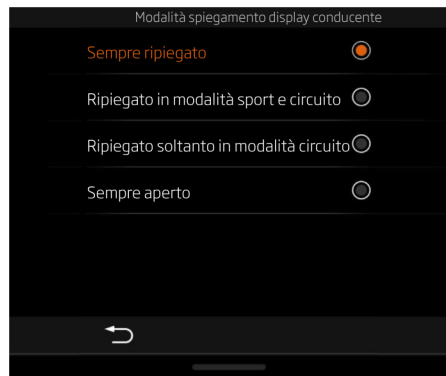 Modalità spiegamento display conducente
Sempre ripiegato
Ripiegato in modalità sport e circuito
Ripiegato soltanto in modalità circuito
Sempre aperto